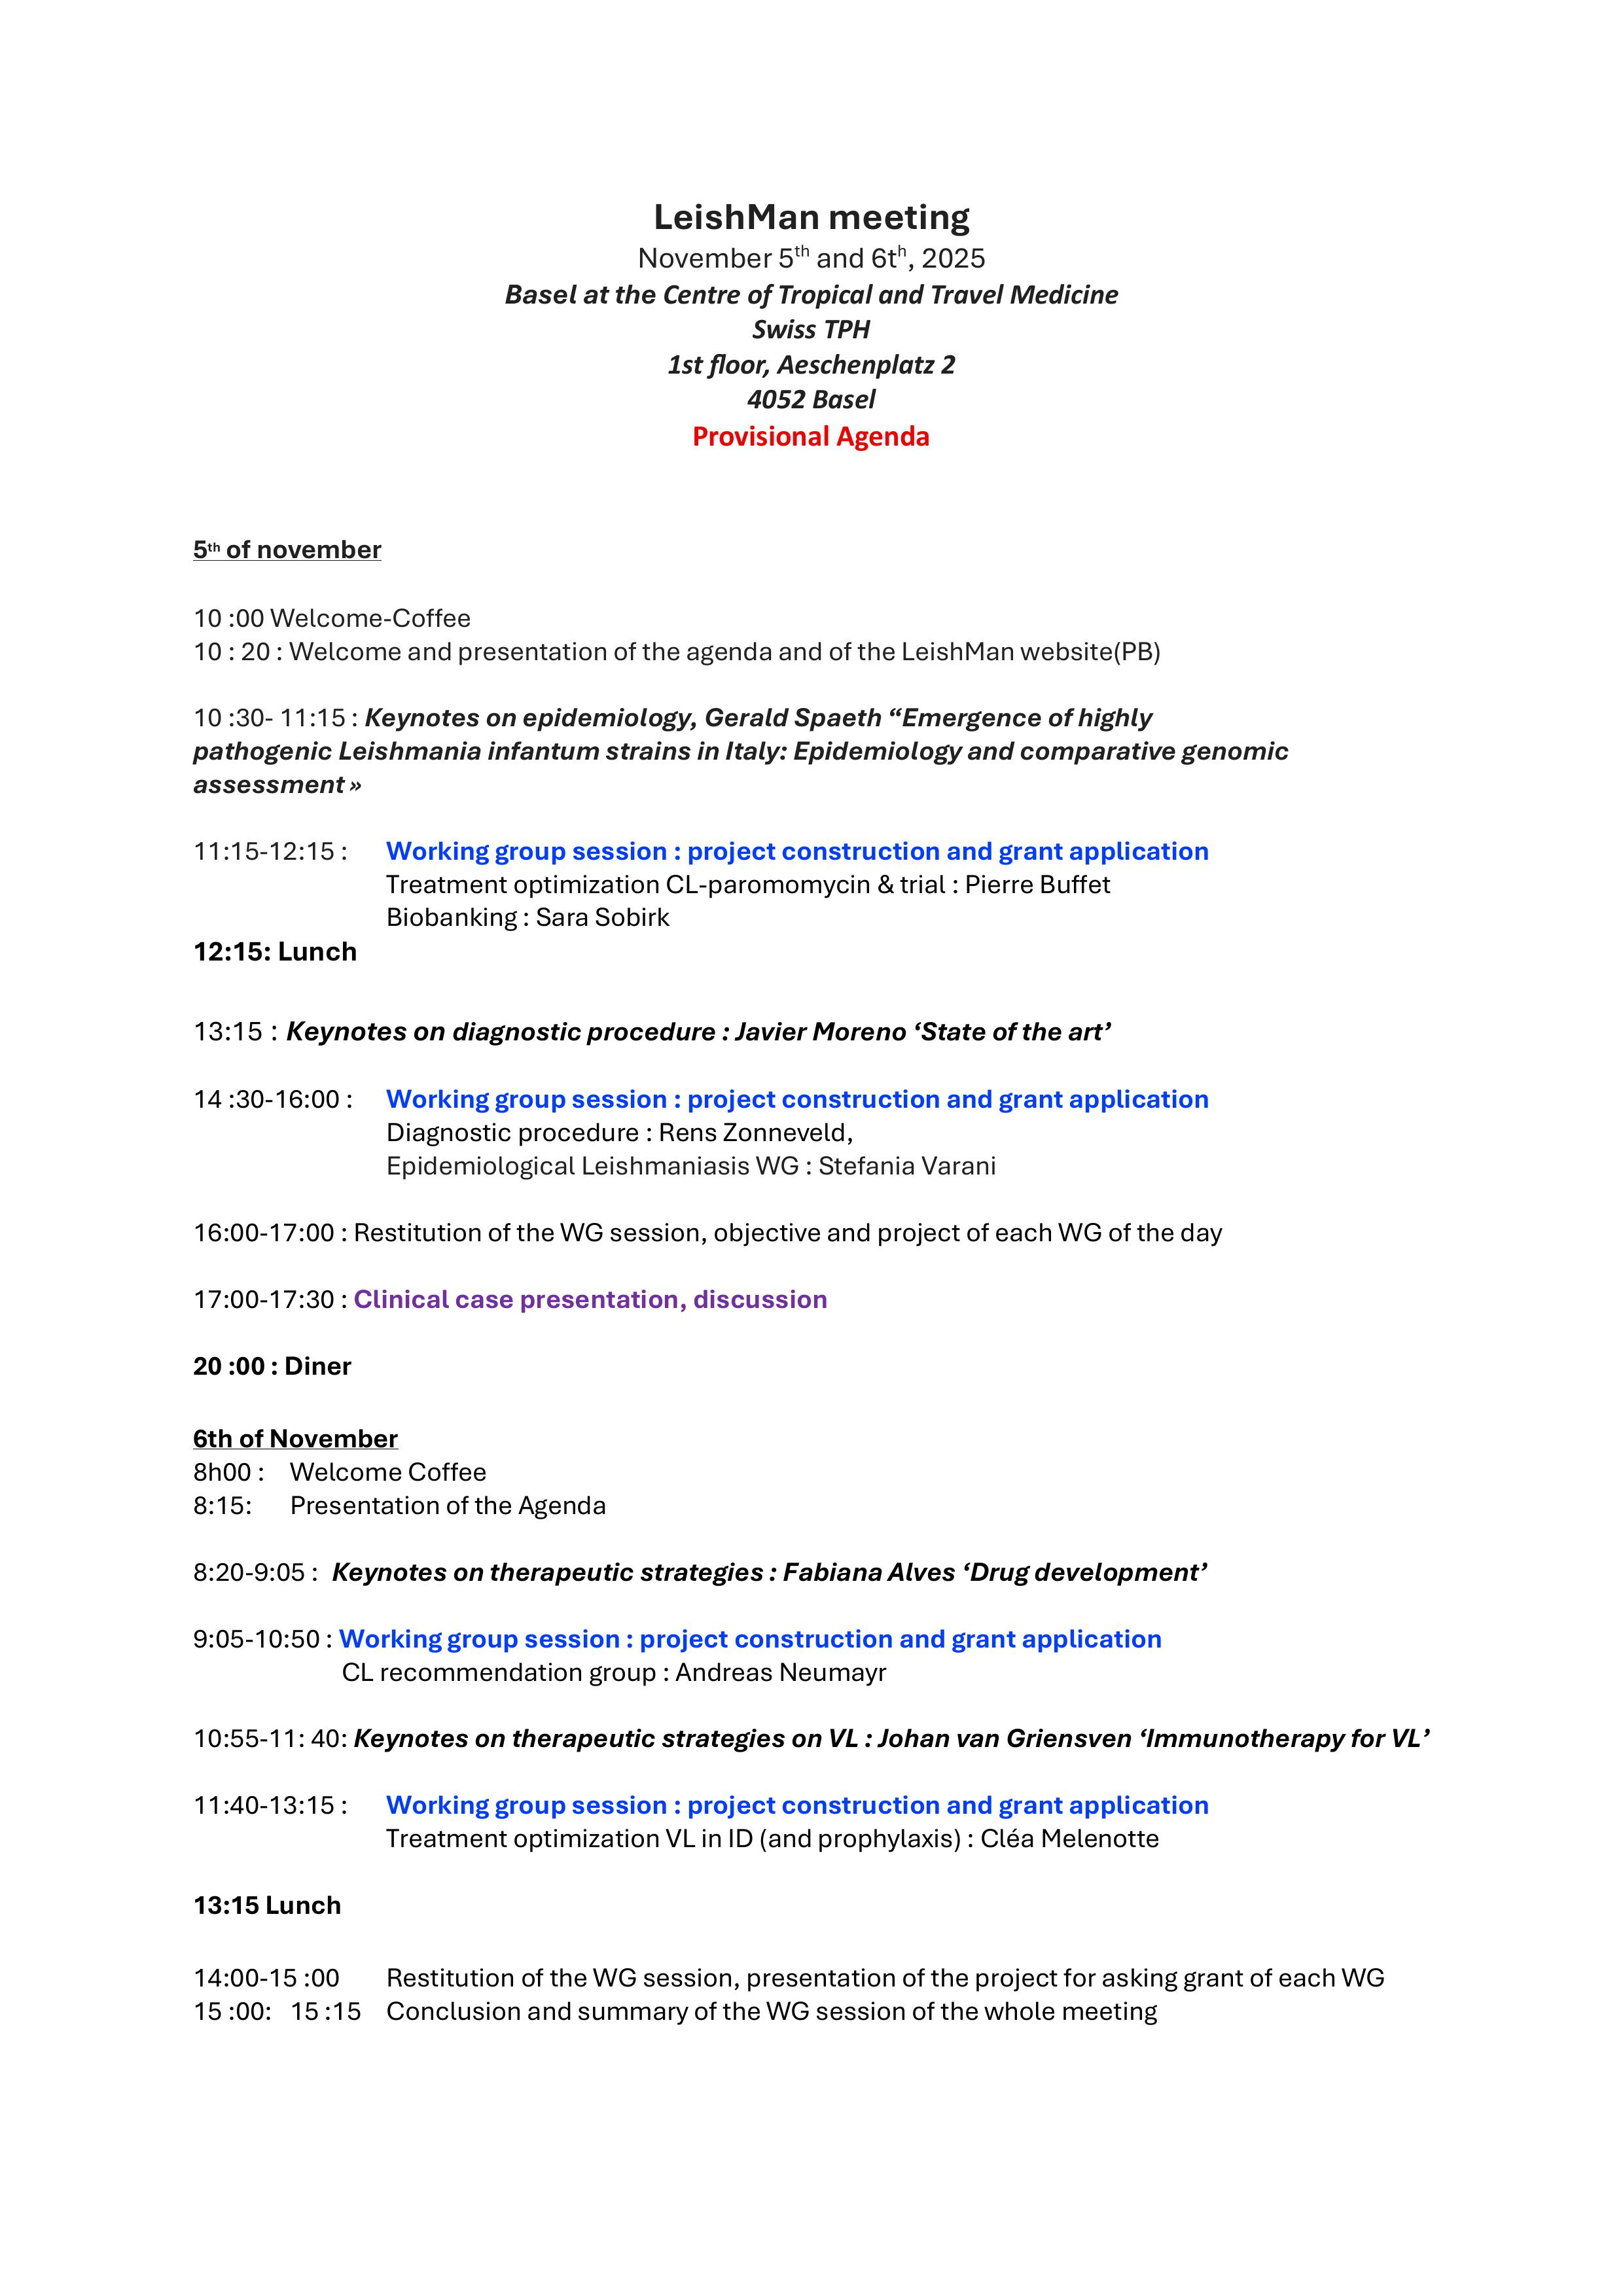 LeishMan meeting
November 5th and 6th, 2025
Basel at the Centre of Tropical and Travel Medicine
Swiss TPH
1st floor, Aeschenplatz 2
4052 Basel
Provisional Agenda
5th of november
10 :00 Welcome-Coffee
10 : 20 : Welcome and presentation of the agenda and of the LeishMan website(PB)
10 :30- 11:15 : Keynotes on epidemiology, Gerald Spaeth “Emergence of highly
pathogenic Leishmania infantum strains in Italy: Epidemiology and comparative genomic
assessment »
11:15-12:15 : Working group session : project construction and grant application
Treatment optimization CL-paromomycin & trial : Pierre Buffet
Biobanking : Sara Sobirk
12:15: Lunch
13:15 : Keynotes on diagnostic procedure : Javier Moreno ‘State of the art’
14 :30-16:00 : Working group session : project construction and grant application
Diagnostic procedure : Rens Zonneveld,
Epidemiological Leishmaniasis WG : Stefania Varani
16:00-17:00 : Restitution of the WG session, objective and project of each WG of the day
17:00-17:30 : Clinical case presentation, discussion
20 :00 : Diner
6th of November
8h00 : Welcome Coffee
8:15: Presentation of the Agenda
8:20-9:05 : Keynotes on therapeutic strategies : Fabiana Alves ‘Drug development’
9:05-10:50 : Working group session : project construction and grant application
CL recommendation group : Andreas Neumayr
10:55-11: 40: Keynotes on therapeutic strategies on VL : Johan van Griensven ‘Immunotherapy for VL’
11:40-13:15 : Working group session : project construction and grant application
Treatment optimization VL in ID (and prophylaxis) : Cléa Melenotte
13:15 Lunch
14:00-15 :00 Restitution of the WG session, presentation of the project for asking grant of each WG
15 :00: 15 :15 Conclusion and summary of the WG session of the whole meeting